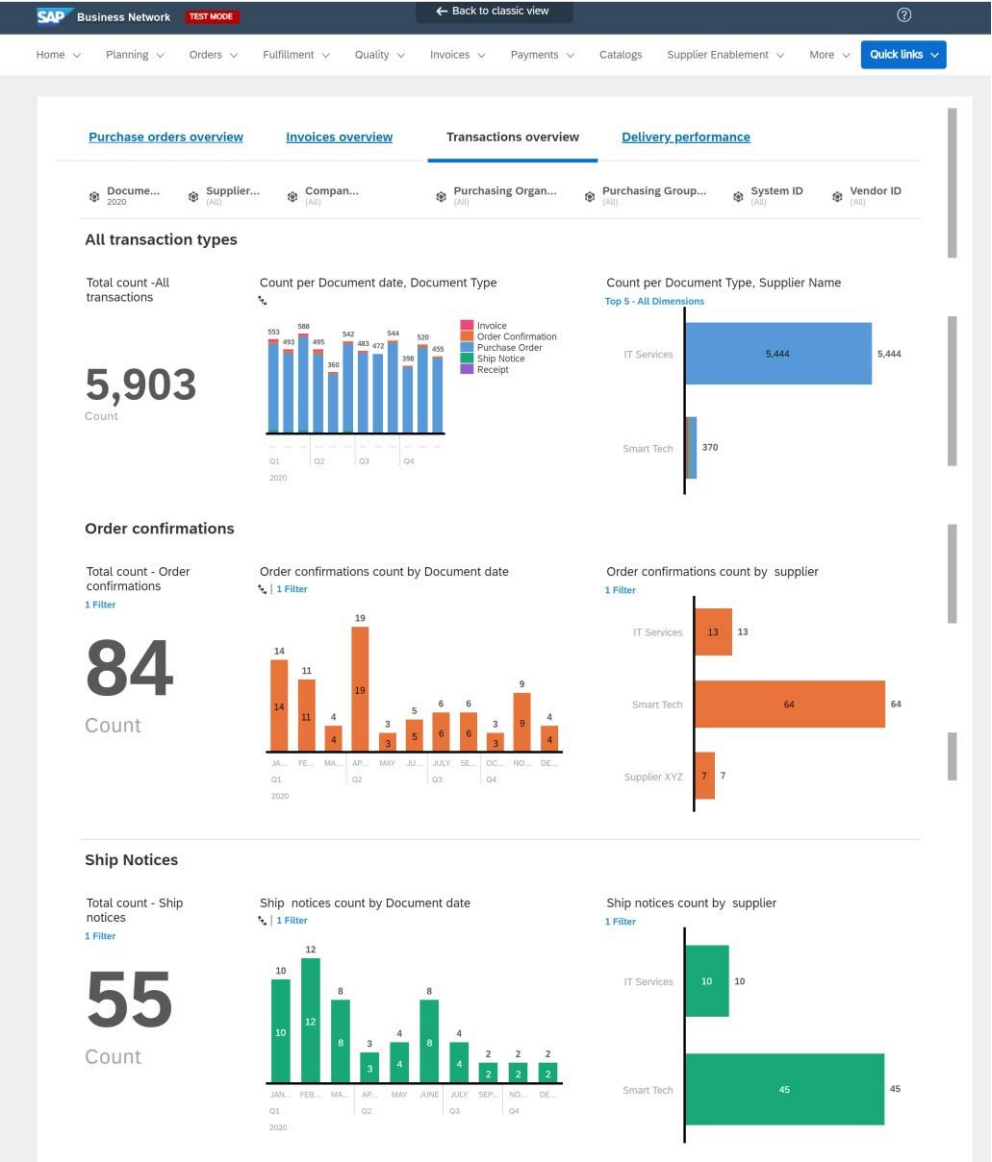 SAP Business Network TEST MODE ← Back to classic view
Home Planning Orders Fulfillment Quality Invoices Payments Catalogs Supplier Enablement More Quick links
Purchase orders overview Invoices overview Transactions overview Delivery performance
Docume... Supplier... Compan... Purchasing Organ... Purchasing Group... System ID Vendor ID
2020 (All) (All) (All) (All) (All) (All)
All transaction types
Total count -All
transactions
5,903
Count
Count per Document date, Document Type
553 493 588 495 360 542 483 472 544 398 520 455
Invoice
Order Confirmation
Purchase Order
Ship Notice
Receipt
Q1 Q2 Q3 Q4
2020
Count per Document Type, Supplier Name
Top 5 - All Dimensions
IT Services 5,444 5,444
Smart Tech 370
Order confirmations
Total count - Order
confirmations
1 Filter
84
Count
Order confirmations count by Document date
| 1 Filter
14 11 4 19 3 5 6 6 3 9 4
14 11 4 19 3 5 6 6 3 9 4
JA... FE... MA... AP... MAY JU... JULY SE... OC... NO... DE...
Q1 Q2 Q3 Q4
2020
Order confirmations count by supplier
1 Filter
IT Services 13 13
Smart Tech 64 64
Supplier XYZ 7 7
Ship Notices
Total count - Ship
notices
1 Filter
55
Count
Ship notices count by Document date
| 1 Filter
10 12 8 3 4 8 4 2 2 2
10 12 8 3 4 8 4 2 2 2
JAN... FEB... MA... AP... MAY JUNE JULY SEP... NO... DE...
Q1 Q2 Q3 Q4
2020
Ship notices count by supplier
1 Filter
IT Services 10 10
Smart Tech 45 45